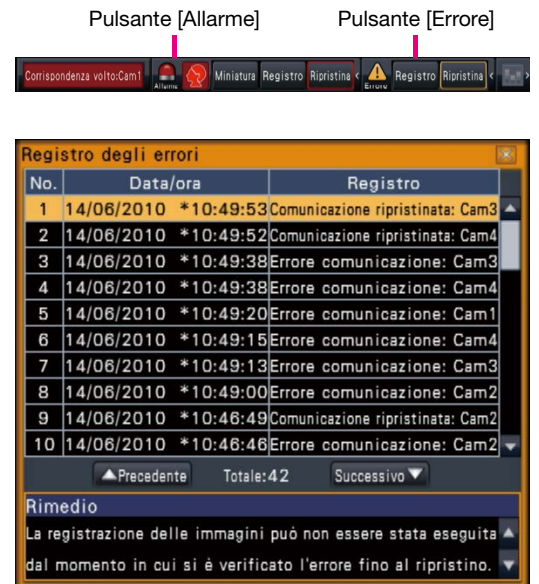 Pulsante [Allarme] Pulsante [Errore]
Corrispondenza volto:Cam1 Allarme Miniatura Registro Ripristina Errore Registro Ripristina
Registro degli errori
No. Data/ora Registro
1 14/06/2010 *10:49:53 Comunicazione ripristinata: Cam3
2 14/06/2010 *10:49:52 Comunicazione ripristinata: Cam4
3 14/06/2010 *10:49:38 Errore comunicazione: Cam3
4 14/06/2010 *10:49:38 Errore comunicazione: Cam4
5 14/06/2010 *10:49:20 Errore comunicazione: Cam1
6 14/06/2010 *10:49:15 Errore comunicazione: Cam4
7 14/06/2010 *10:49:13 Errore comunicazione: Cam3
8 14/06/2010 *10:49:00 Errore comunicazione: Cam2
9 14/06/2010 *10:46:49 Comunicazione ripristinata: Cam2
10 14/06/2010 *10:46:46 Errore comunicazione: Cam2
Precedente Totale:42 Successivo
Rimedio
La registrazione delle immagini può non essere stata eseguita
dal momento in cui si è verificato l'errore fino al ripristino.